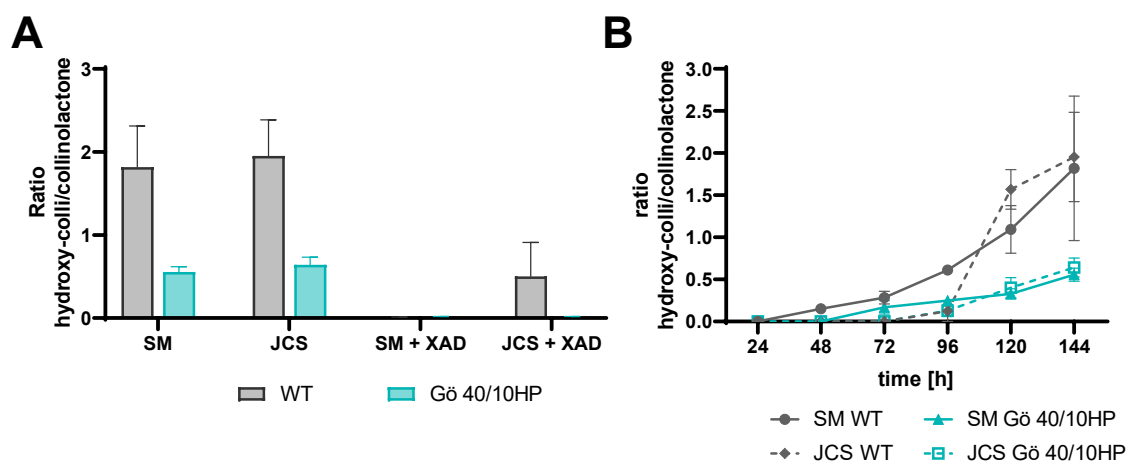 A
Ratio
hydroxy-colli/collinolactone
3
2
1
0
SM
JCS
SM + XAD
JCS + XAD
WT
Gö 40/10HP
B
ratio
hydroxy-colli/collinolactone
3.0
2.5
2.0
1.5
1.0
0.5
0.0
24
48
72
96
120
144
time [h]
SM WT
SM Gö 40/10HP
JCS WT
JCS Gö 40/10HP